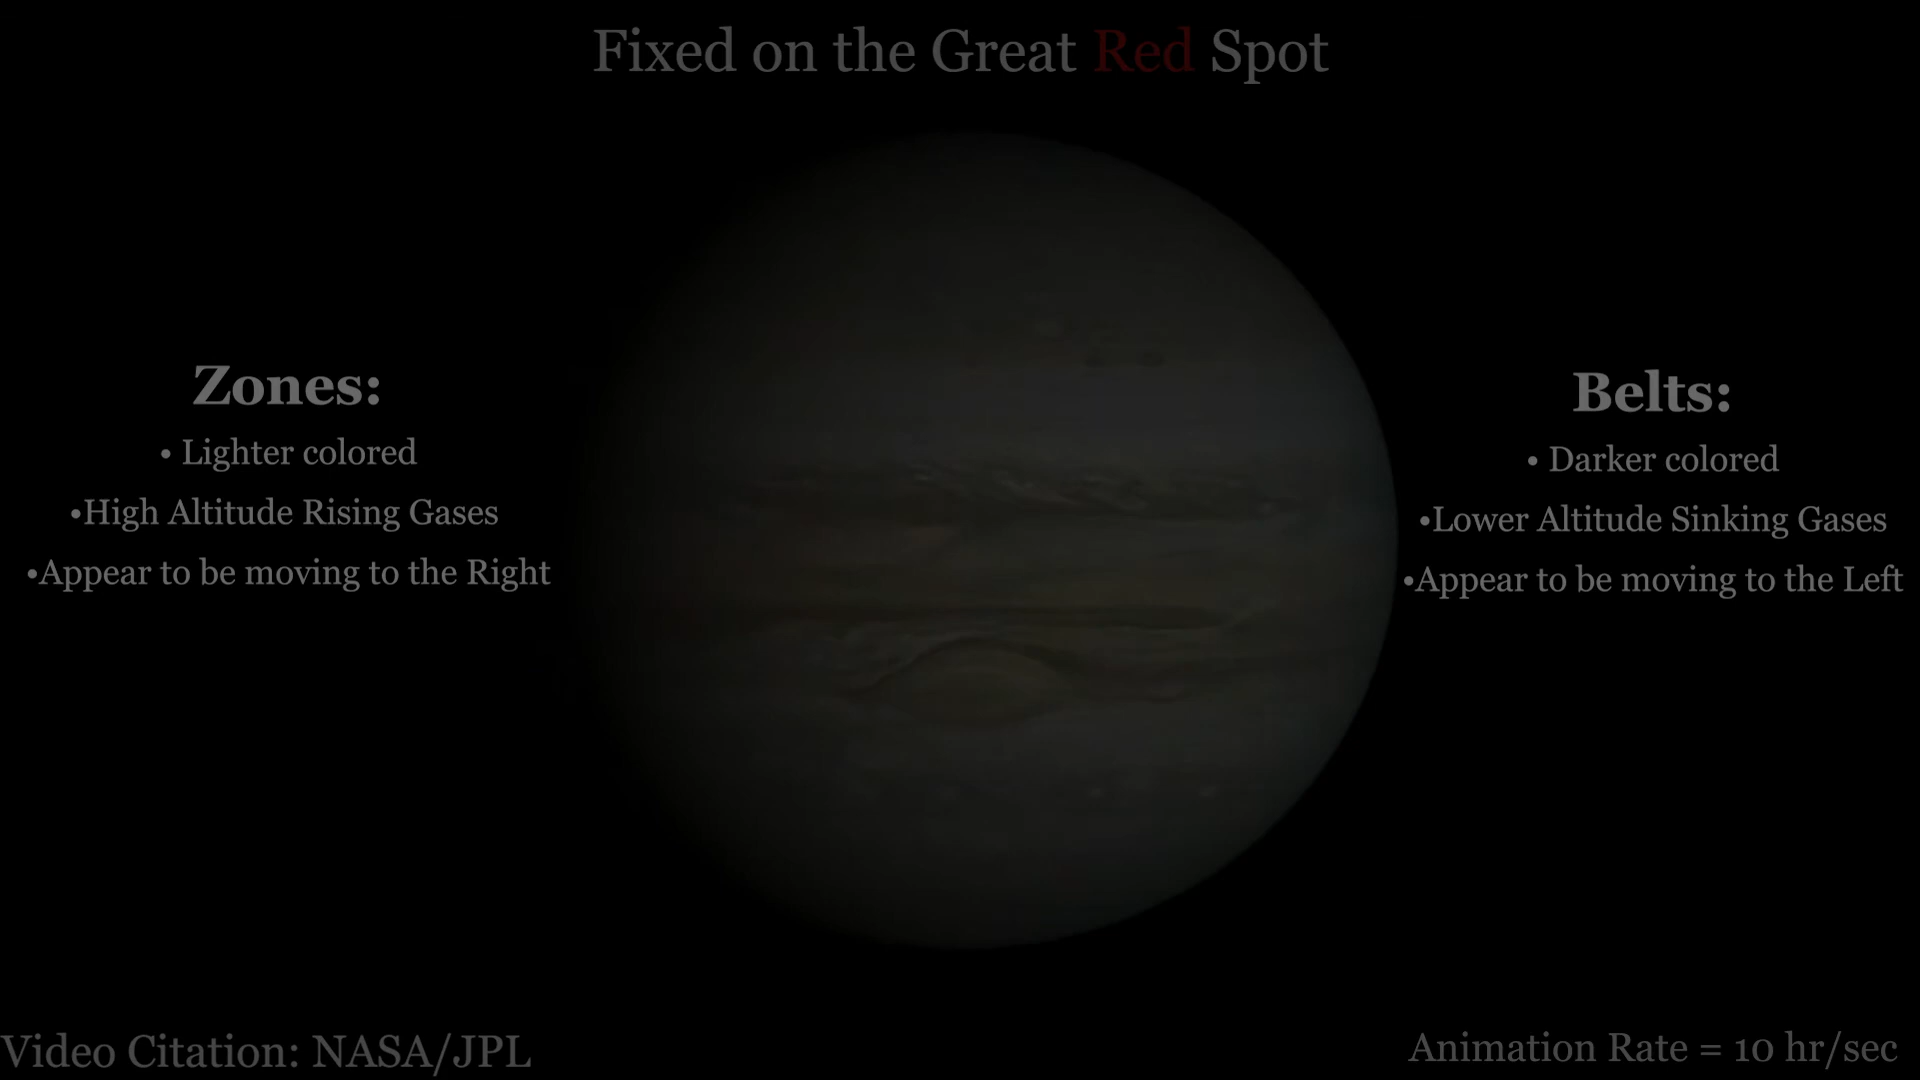 Fixed on the Great Red Spot
Zones:
• Lighter colored
•High Altitude Rising Gases
•Appear to be moving to the Right
Belts:
• Darker colored
•Lower Altitude Sinking Gases
•Appear to be moving to the Left
Video Citation: NASA/JPL
Animation Rate = 10 hr/sec